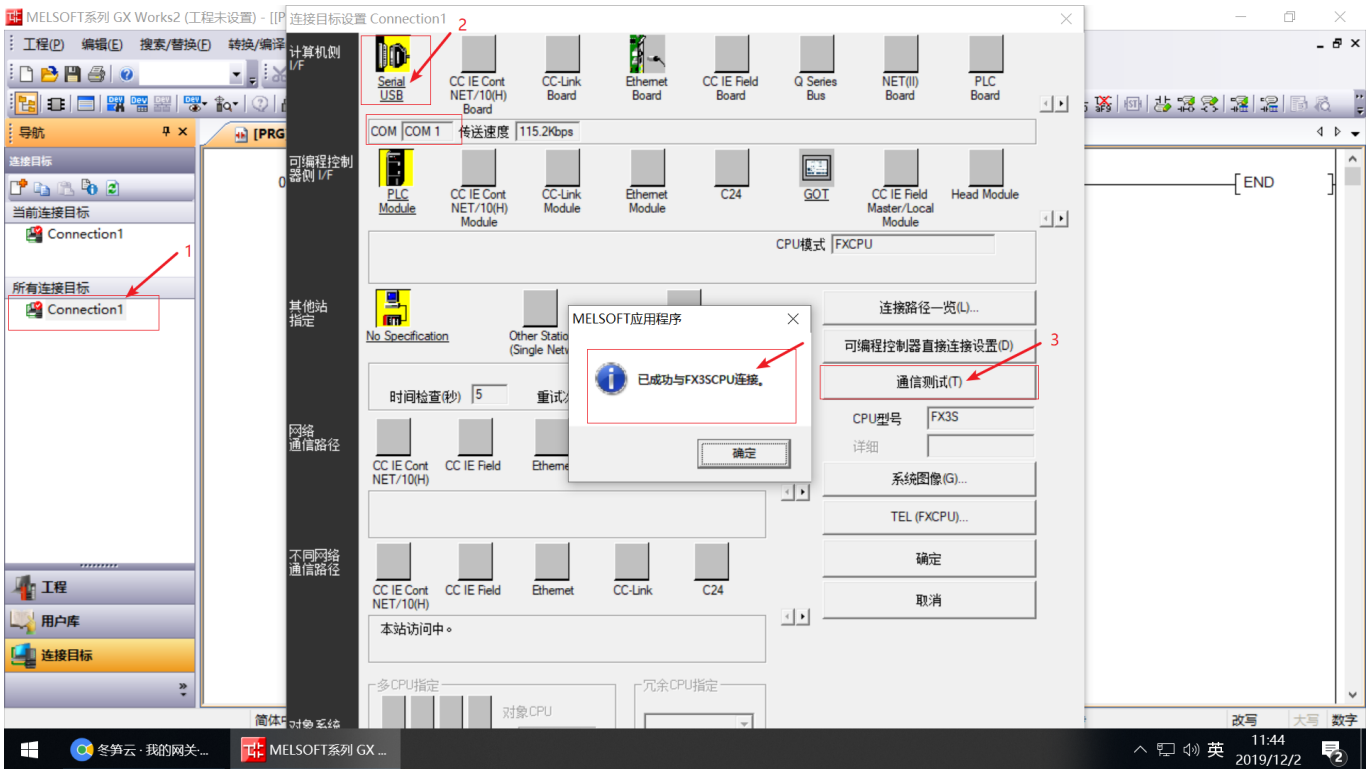 MELSOFT系列 GX Works2 (工程未设置) - [[P
连接目标设置 Connection1
2
工程(P) 编辑(E) 搜索/替换(F) 转换/编译
导航
[PRG
连接目标
当前连接目标
Connection1
1
所有连接目标
Connection1
工程
用户库
连接目标
0
END
计算机侧
I/F
Serial
USB
CC IE Cont
NET/10(H)
Board
CC-Link
Board
Ethernet
Board
CC IE Field
Board
Q Series
Bus
NET(II)
Board
PLC
Board
COM COM 1 传送速度 115.2Kbps
可编程控制
器侧 I/F
PLC
Module
CC IE Cont
NET/10(H)
Module
CC-Link
Module
Ethernet
Module
C24
GOT
CC IE Field
Master/Local
Module
Head Module
CPU模式 FXCPU
其他站
指定
No Specification
Other Statio
(Single Netw
连接路径一览(L)...
可编程控制器直接连接设置(D)
3
通信测试(T)
MELSOFT应用程序
已成功与FX3SCPU连接。
确定
时间检查(秒) 5 重试
CPU型号 FX3S
详细
系统图像(G)...
TEL (FXCPU)...
确定
取消
网络
通信路径
CC IE Cont
NET/10(H)
CC IE Field
Etherne
不同网络
通信路径
CC IE Cont
NET/10(H)
CC IE Field
Ethernet
CC-Link
C24
本站访问中。
多CPU指定
对象CPU
冗余CPU指定
对象系统
简体中
改写 大写 数字
冬笋云 · 我的网关-...
MELSOFT系列 GX ...
英
11:44
2019/12/2
2